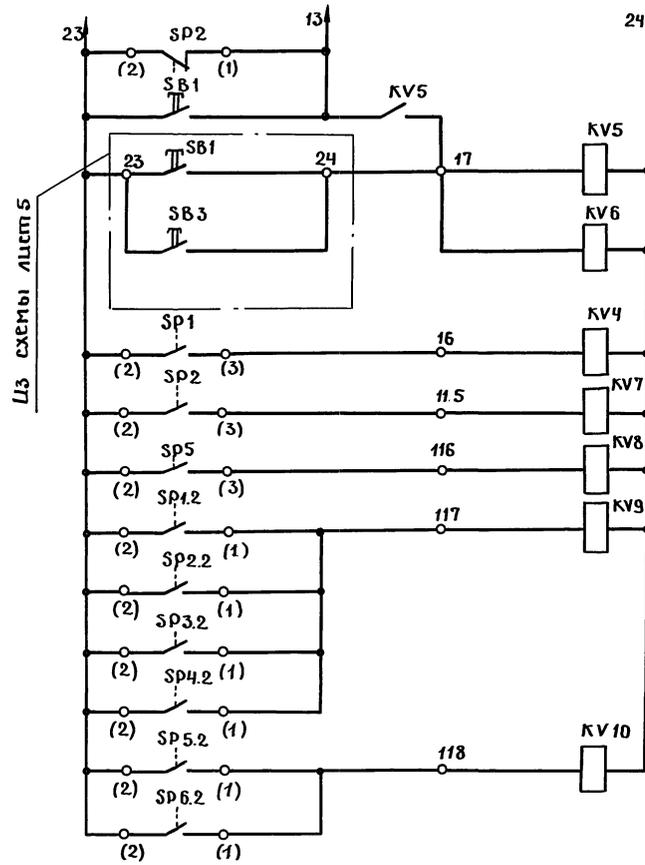 23
13
24
SP2
(2)
(1)
SB1
KV5
23
SB1
24
17
KV5
SB3
KV6
Из схемы лист 5
SP1
16
KV4
(2)
(3)
SP2
11.5
KV7
(2)
(3)
SP5
116
KV8
(2)
(3)
SP1.2
117
KV9
(2)
(1)
SP2.2
(2)
(1)
SP3.2
(2)
(1)
SP4.2
(2)
(1)
SP5.2
118
KV10
(2)
(1)
SP6.2
(2)
(1)